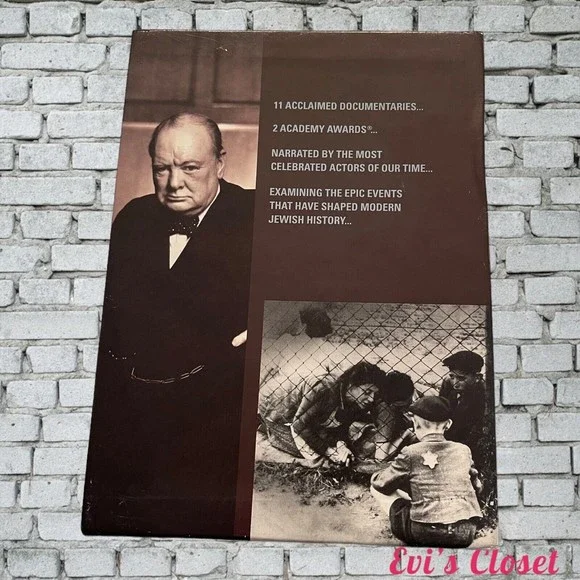 11 ACCLAIMED DOCUMENTARIES...
2 ACADEMY AWARDS®...
NARRATED BY THE MOST
CELEBRATED ACTORS OF OUR TIME...
EXAMINING THE EPIC EVENTS
THAT HAVE SHAPED MODERN
JEWISH HISTORY...
Evi's Closet